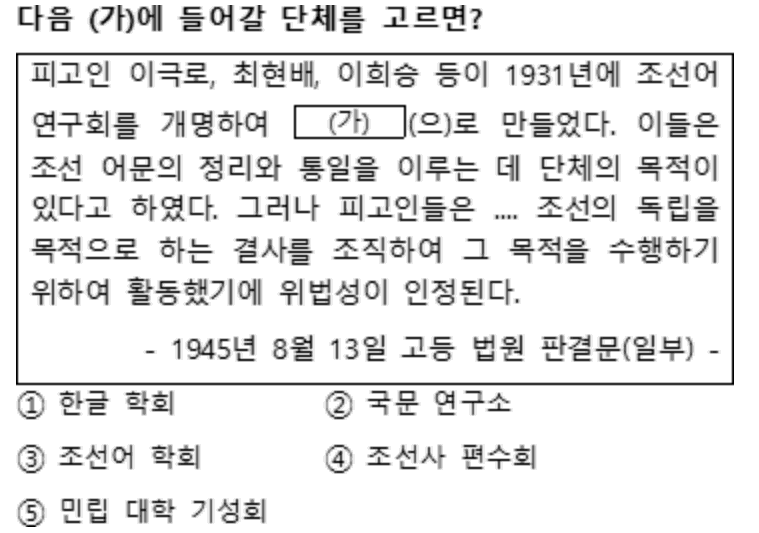 다음 (가)에 들어갈 단체를 고르면?
피고인 이극로, 최현배, 이희승 등이 1931년에 조선어
연구회를 개명하여 (가) (으)로 만들었다. 이들은
조선 어문의 정리와 통일을 이루는 데 단체의 목적이
있다고 하였다. 그러나 피고인들은 .... 조선의 독립을
목적으로 하는 결사를 조직하여 그 목적을 수행하기
위하여 활동했기에 위법성이 인정된다.
- 1945년 8월 13일 고등 법원 판결문(일부) -
① 한글 학회 ② 국문 연구소
③ 조선어 학회 ④ 조선사 편수회
⑤ 민립 대학 기성회